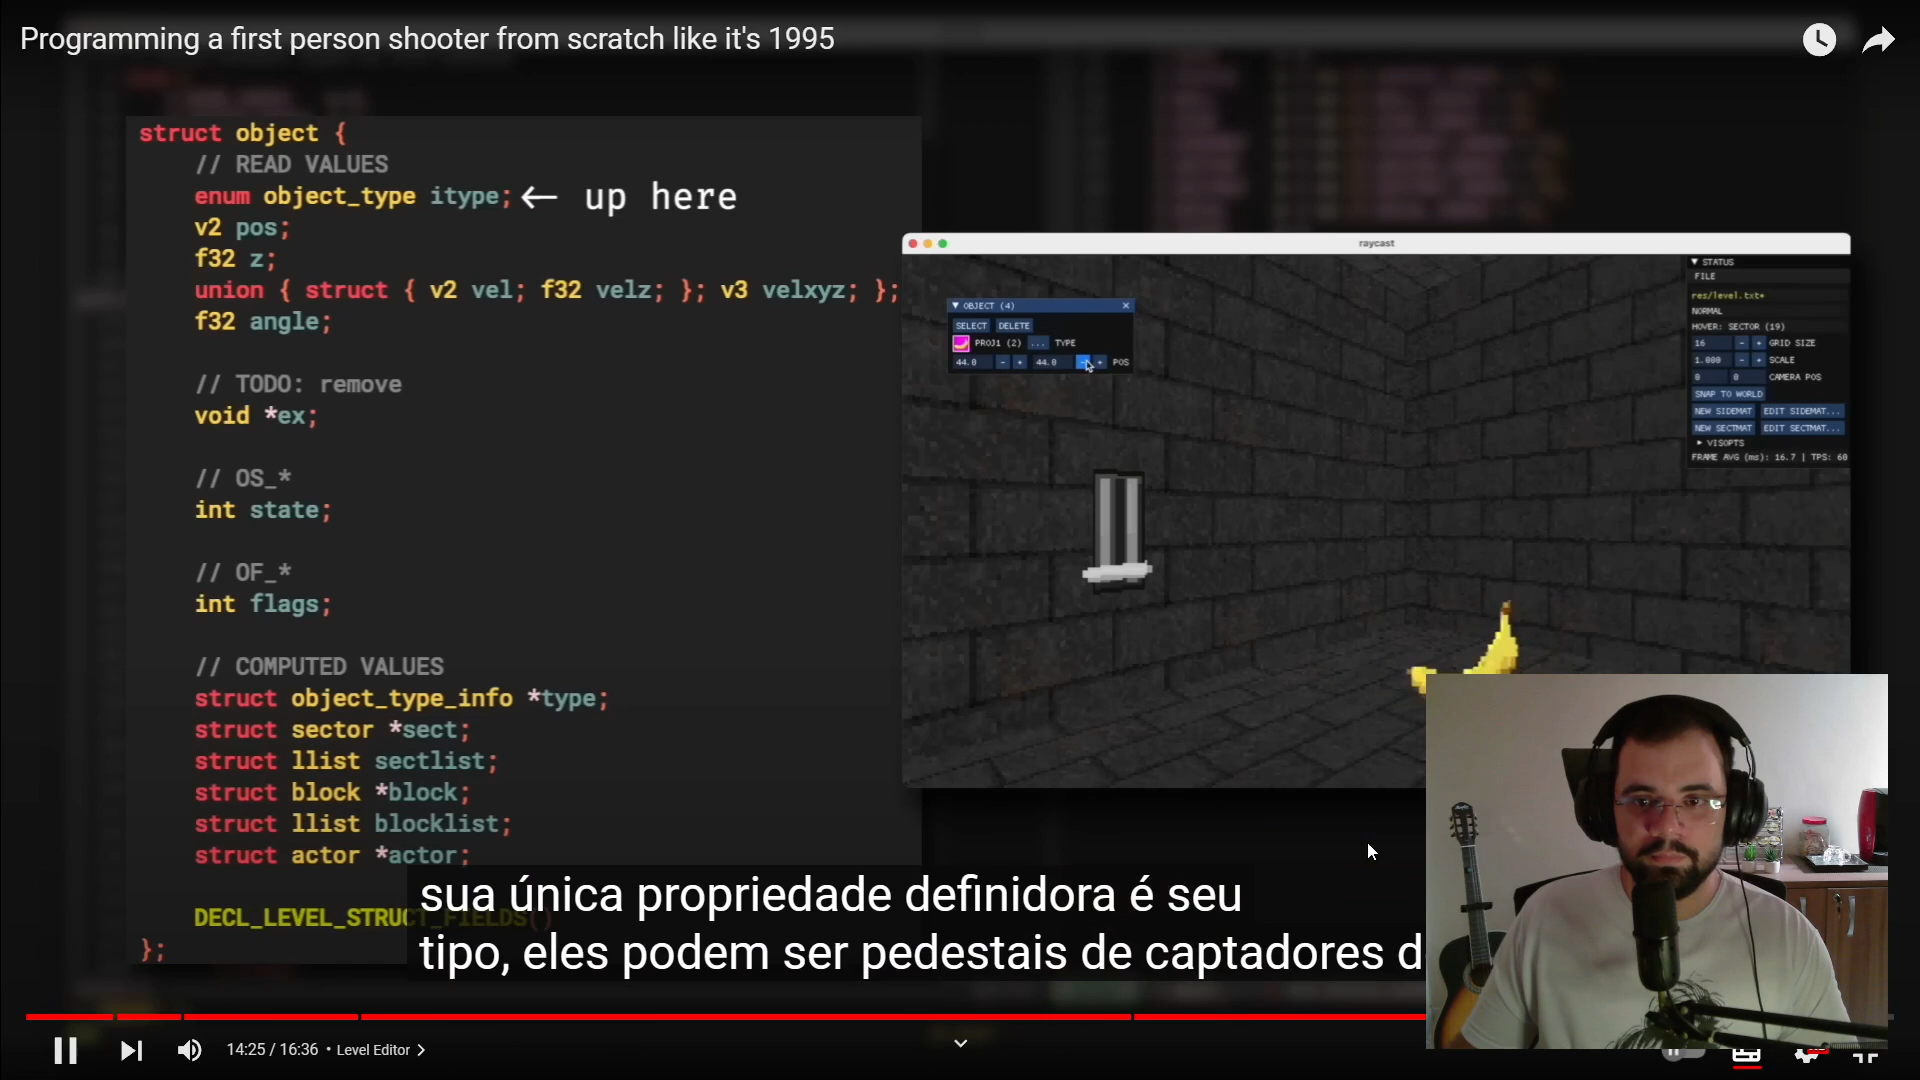 Programming a first person shooter from scratch like it's 1995
struct object {
// READ VALUES
enum object_type itype; ← up here
v2 pos;
f32 z;
union { struct { v2 vel; f32 velz; }; v3 velxyz; };
f32 angle;
// TODO: remove
void *ex;
// OS_*
int state;
// OF_*
int flags;
// COMPUTED VALUES
struct object_type_info *type;
struct sector *sect;
struct llist sectlist;
struct block *block;
struct llist blocklist;
struct actor *actor;
DECL_LEVEL_STRUCT_FIELDS()
};
raycast
OBJECT (4)
SELECT DELETE
PROJ1 (2) ... TYPE
44.0 - + 44.0 - + POS
STATUS
FILE
res/level.txt*
NORMAL
HOVER: SECTOR (19)
16 - + GRID SIZE
1.000 - + SCALE
0 0 CAMERA POS
SNAP TO WORLD
NEW SIDEMAT EDIT SIDEMAT...
NEW SECTMAT EDIT SECTMAT...
VISOPTS
FRAME AVG (ms): 16.7 | TPS: 60
sua única propriedade definidora é seu
tipo, eles podem ser pedestais de captadores d
14:25 / 16:36 • Level Editor